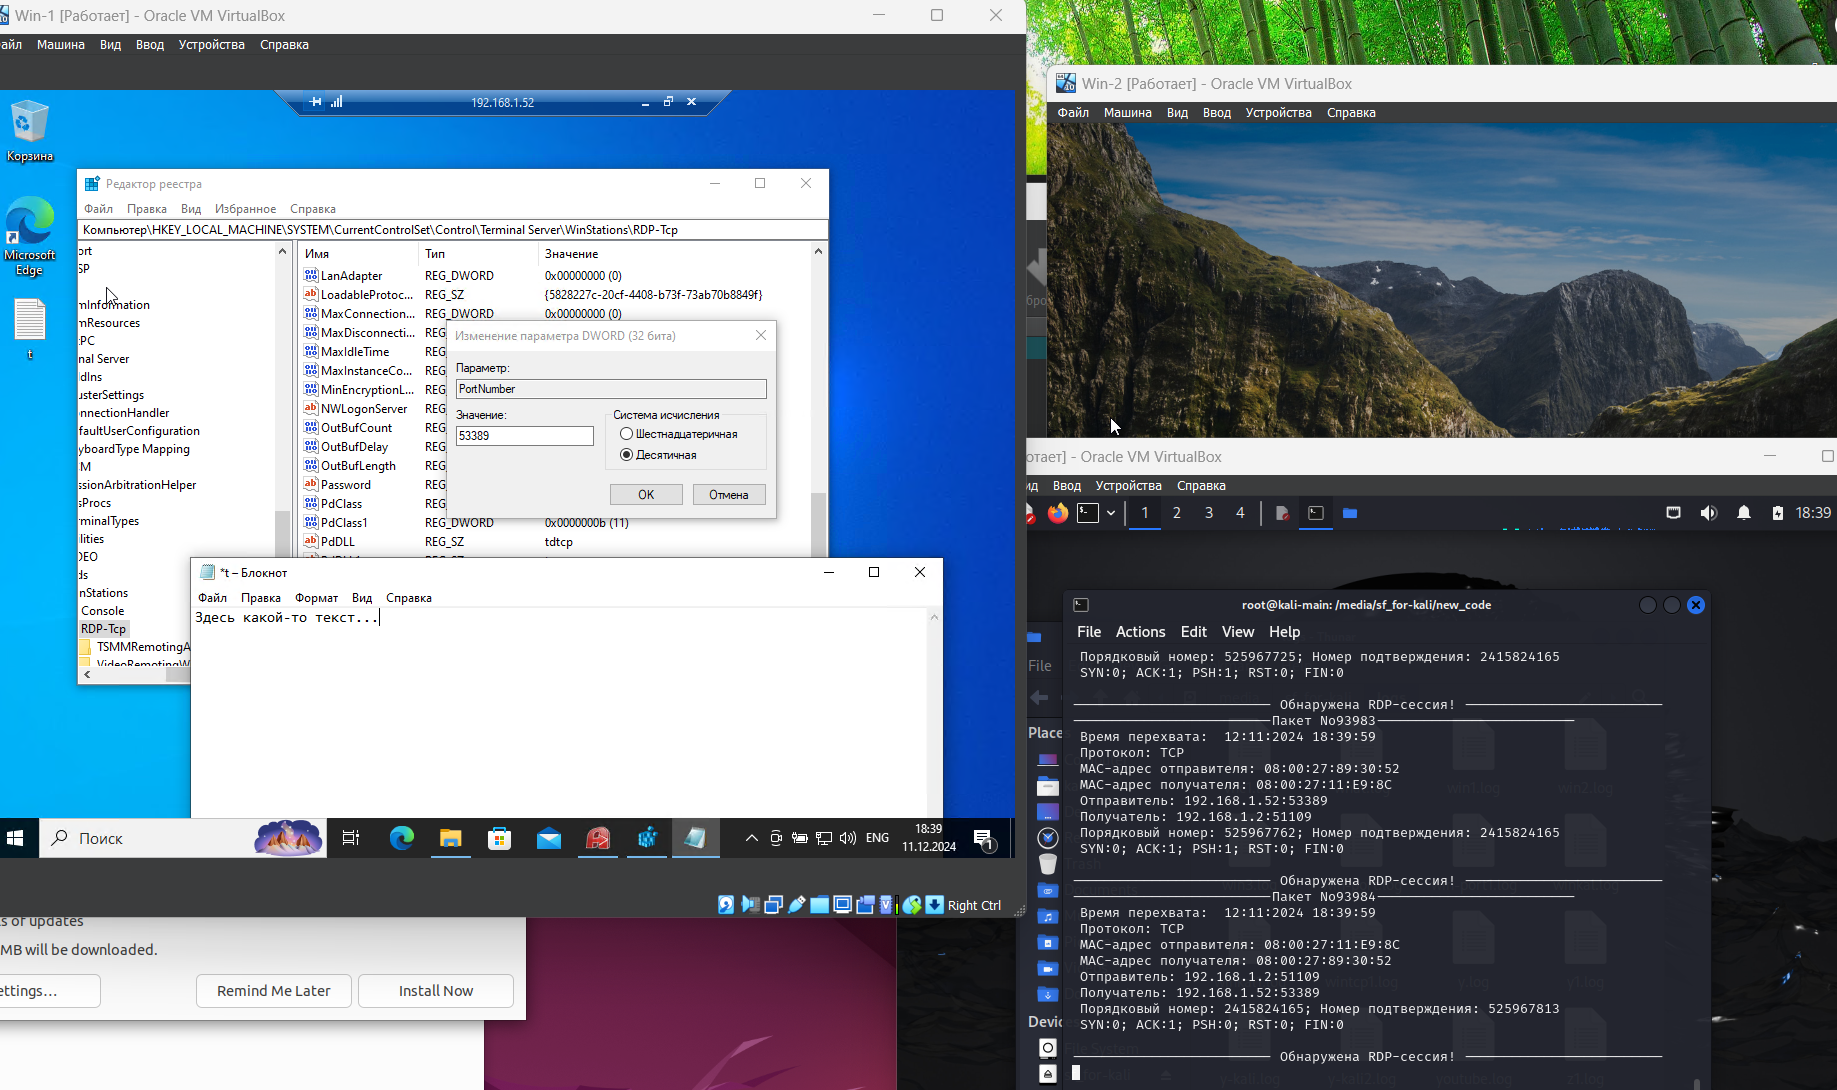 Win-1 [Работает] - Oracle VM VirtualBox
айл Машина Вид Ввод Устройства Справка
192.168.1.52
Корзина
Microsoft
Edge
t
Редактор реестра
Файл Правка Вид Избранное Справка
Компьютер\HKEY_LOCAL_MACHINE\SYSTEM\CurrentControlSet\Control\Terminal Server\WinStations\RDP-Tcp
ort
SP
mInformation
mResources
:PC
nal Server
ldIns
usterSettings
nnectionHandler
faultUserConfiguration
yboardType Mapping
M
ssionArbitrationHelper
sProcs
rminalTypes
ilities
DEO
ds
nStations
Console
RDP-Tcp
TSMMRemotingA
VideoRemotingW
Имя Тип Значение
LanAdapter REG_DWORD 0x00000000 (0)
LoadableProtoc... REG_SZ {5828227c-20cf-4408-b73f-73ab70b8849f}
MaxConnection... REG_DWORD 0x00000000 (0)
MaxDisconnecti... REG
MaxIdleTime REG
MaxInstanceCo... REG
MinEncryptionL... REG
NWLogonServer REG
OutBufCount REG
OutBufDelay REG
OutBufLength REG
Password REG
PdClass REG
PdClass1 REG_DWORD 0x0000000b (11)
PdDLL REG_SZ tdtcp
Изменение параметра DWORD (32 бита)
Параметр:
PortNumber
Значение:
53389
Система исчисления
Шестнадцатеричная
Десятичная
OK Отмена
*t – Блокнот
Файл Правка Формат Вид Справка
Здесь какой-то текст...
Поиск
ENG
18:39
11.12.2024
1
Right Ctrl
s of updates
MB will be downloaded.
ettings...
Remind Me Later
Install Now
Win-2 [Работает] - Oracle VM VirtualBox
Файл Машина Вид Ввод Устройства Справка
отает] - Oracle VM VirtualBox
ид Ввод Устройства Справка
1 2 3 4
18:39
root@kali-main: /media/sf_for-kali/new_code
File Actions Edit View Help
File
Place
Devic
Порядковый номер: 525967725; Номер подтверждения: 2415824165
SYN:0; ACK:1; PSH:1; RST:0; FIN:0
Обнаружена RDP-сессия!
Пакет No93983
Время перехвата: 12:11:2024 18:39:59
Протокол: TCP
MAC-адрес отправителя: 08:00:27:89:30:52
MAC-адрес получателя: 08:00:27:11:E9:8C
Отправитель: 192.168.1.52:53389
Получатель: 192.168.1.2:51109
Порядковый номер: 525967762; Номер подтверждения: 2415824165
SYN:0; ACK:1; PSH:1; RST:0; FIN:0
Обнаружена RDP-сессия!
Пакет No93984
Время перехвата: 12:11:2024 18:39:59
Протокол: TCP
MAC-адрес отправителя: 08:00:27:11:E9:8C
MAC-адрес получателя: 08:00:27:89:30:52
Отправитель: 192.168.1.2:51109
Получатель: 192.168.1.52:53389
Порядковый номер: 2415824165; Номер подтверждения: 525967813
SYN:0; ACK:1; PSH:0; RST:0; FIN:0
Обнаружена RDP-сессия!